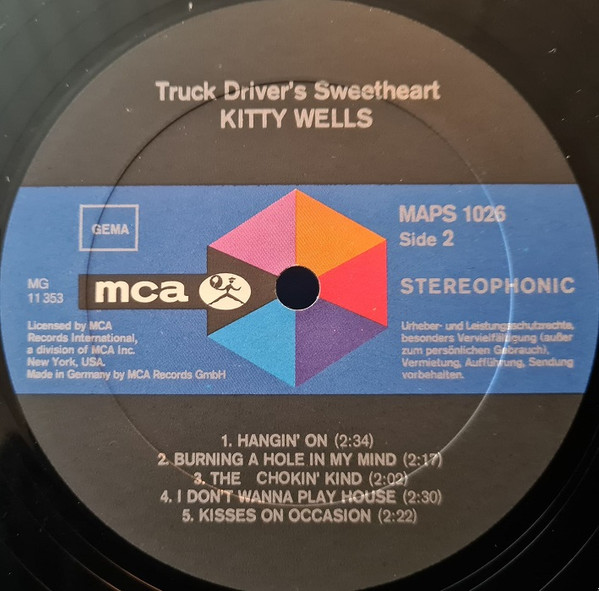 Truck Driver's Sweetheart
KITTY WELLS
GEMA
MAPS 1026
Side 2
MG
11 353
mca
STEREOPHONIC
Licensed by MCA
Records International,
a division of MCA Inc.
New York, USA.
Made in Germany by MCA Records GmbH
Urheber- und Leistungsschutzrechte,
besonders Vervielfältigung (außer
zum persönlichen Gebrauch),
Vermietung, Aufführung, Sendung
vorbehalten.
1. HANGIN' ON (2:34)
2. BURNING A HOLE IN MY MIND (2:17)
3. THE CHOKIN' KIND (2:02)
4. I DON'T WANNA PLAY HOUSE (2:30)
5. KISSES ON OCCASION (2:22)